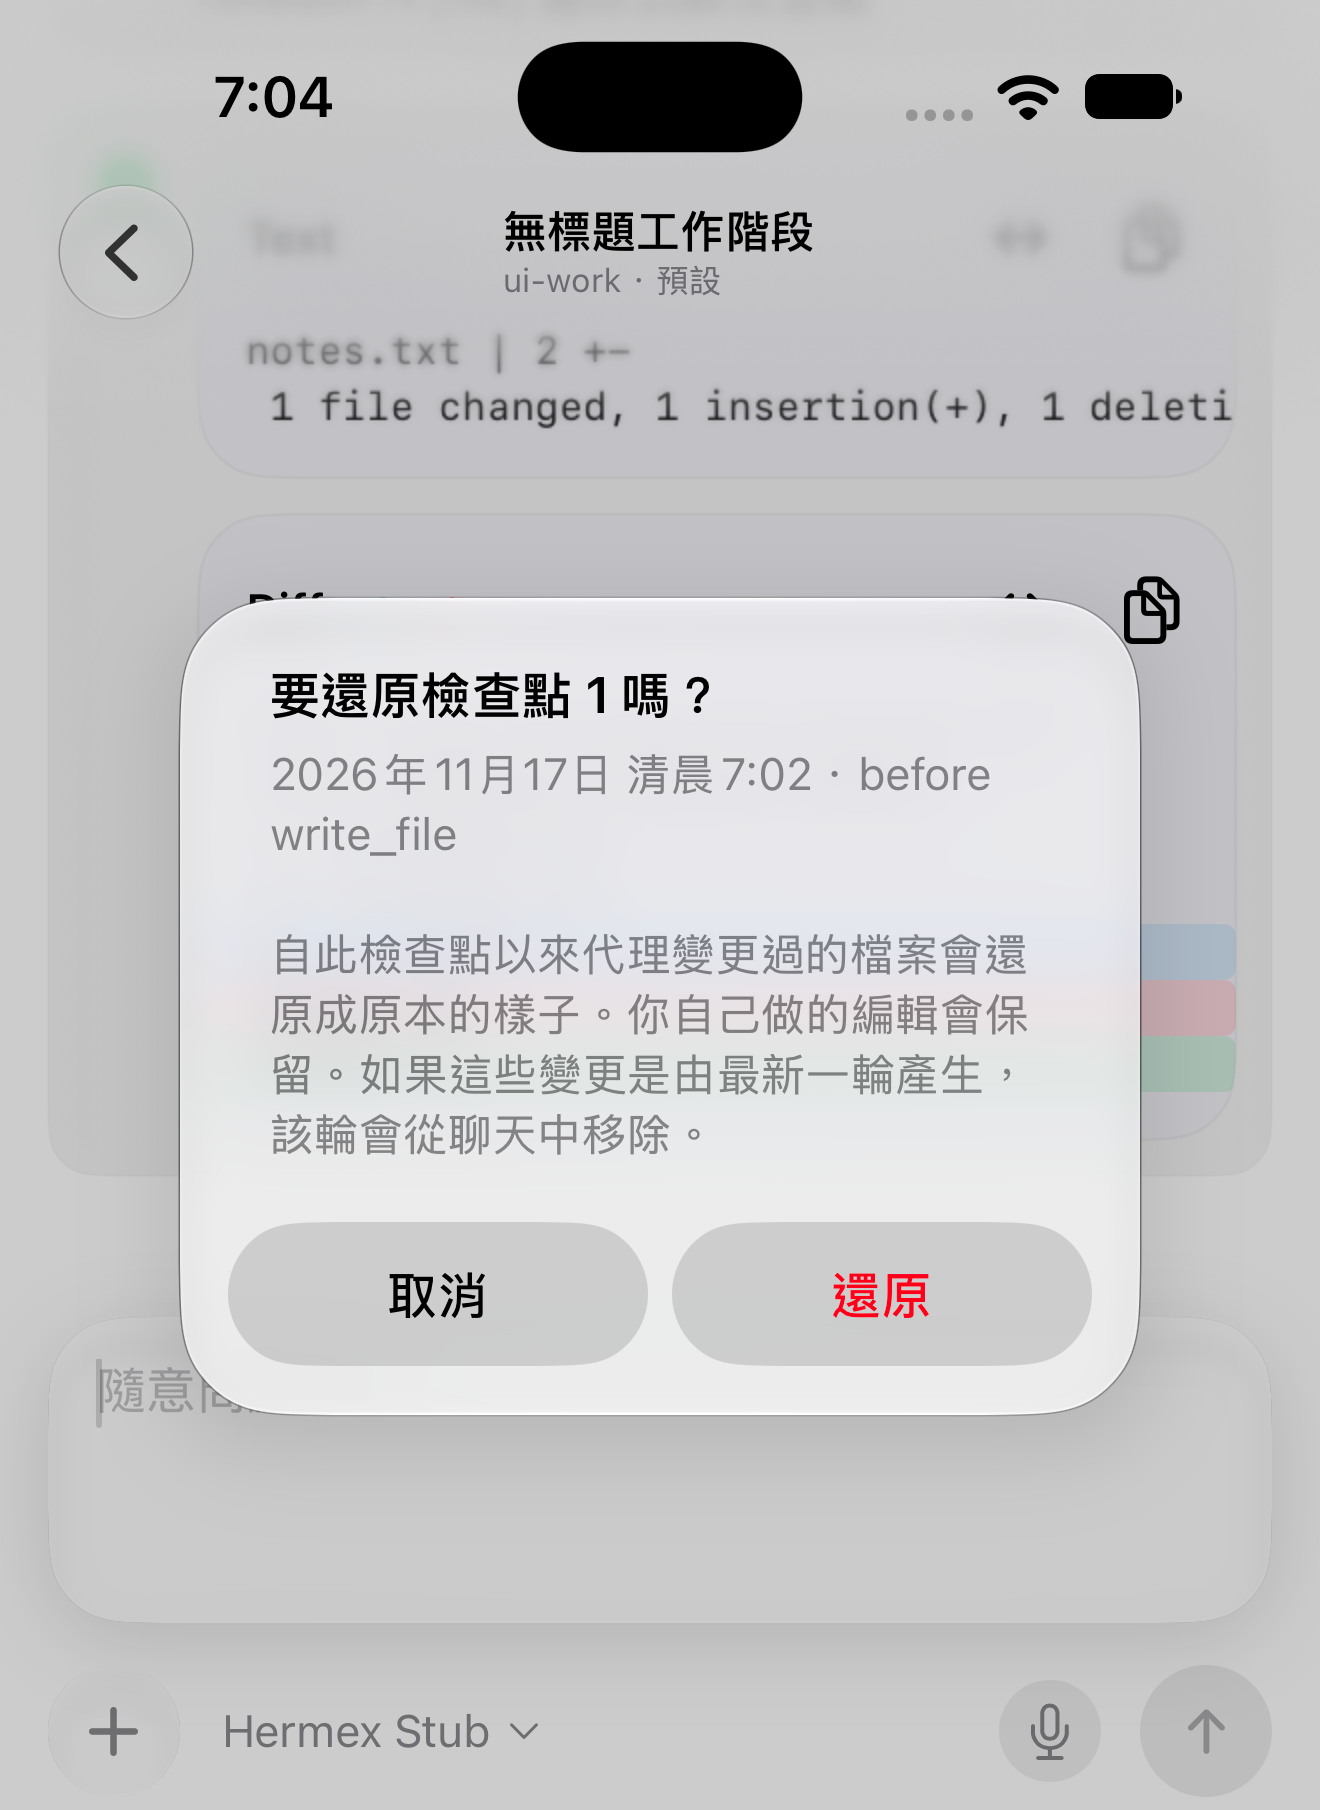 7:04
Text
無標題工作階段
ui-work · 預設
notes.txt | 2 +-
1 file changed, 1 insertion(+), 1 deleti
要還原檢查點 1 嗎？
2026年11月17日 清晨7:02 · before
write_file
自此檢查點以來代理變更過的檔案會還
原成原本的樣子。你自己做的編輯會保
留。如果這些變更是由最新一輪產生，
該輪會從聊天中移除。
取消
還原
隨意
Hermex Stub